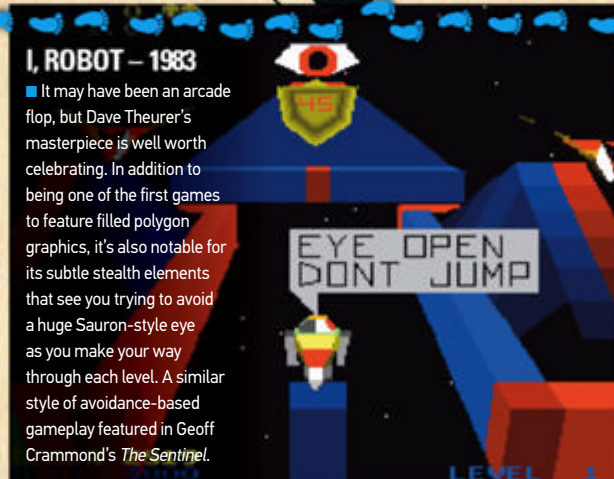 I, ROBOT – 1983
■ It may have been an arcade
flop, but Dave Theurer's
masterpiece is well worth
celebrating. In addition to
being one of the first games
to feature filled polygon
graphics, it's also notable for
its subtle stealth elements
that see you trying to avoid
a huge Sauron-style eye
as you make your way
through each level. A similar
style of avoidance-based
gameplay featured in Geoff
Crammond's The Sentinel.
45
EYE OPEN
DONT JUMP
LEVEL 1